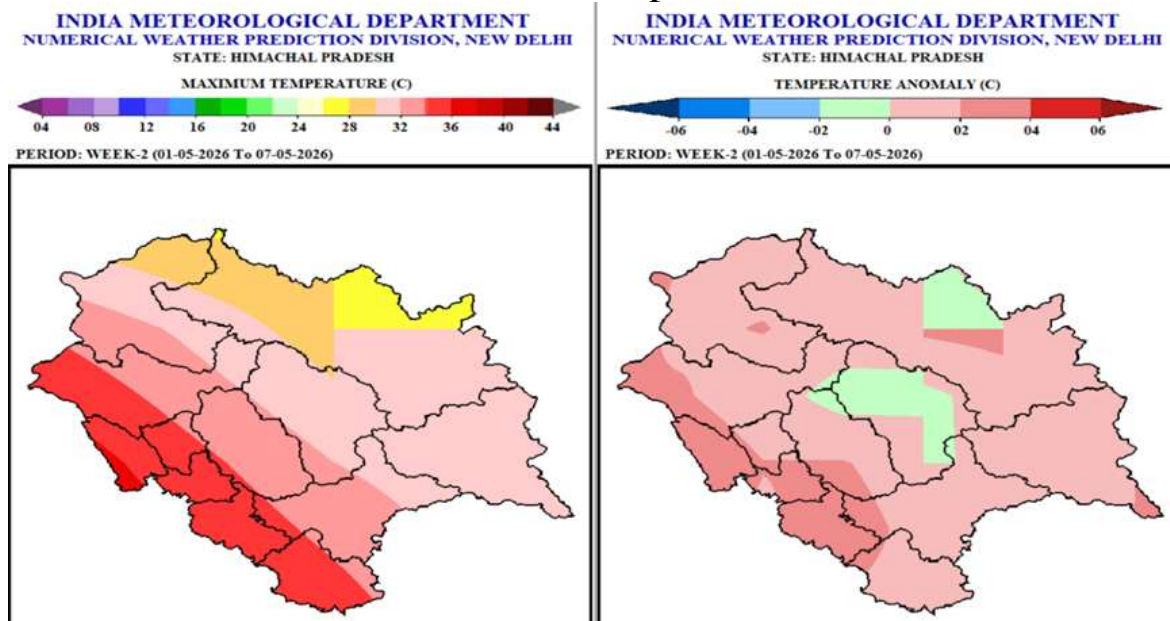 INDIA METEOROLOGICAL DEPARTMENT
NUMERICAL WEATHER PREDICTION DIVISION, NEW DELHI
STATE: HIMACHAL PRADESH
MAXIMUM TEMPERATURE (C)
04 08 12 16 20 24 28 32 36 40 44
PERIOD: WEEK-2 (01-05-2026 To 07-05-2026)
INDIA METEOROLOGICAL DEPARTMENT
NUMERICAL WEATHER PREDICTION DIVISION, NEW DELHI
STATE: HIMACHAL PRADESH
TEMPERATURE ANOMALY (C)
-06 -04 -02 0 02 04 06
PERIOD: WEEK-2 (01-05-2026 To 07-05-2026)